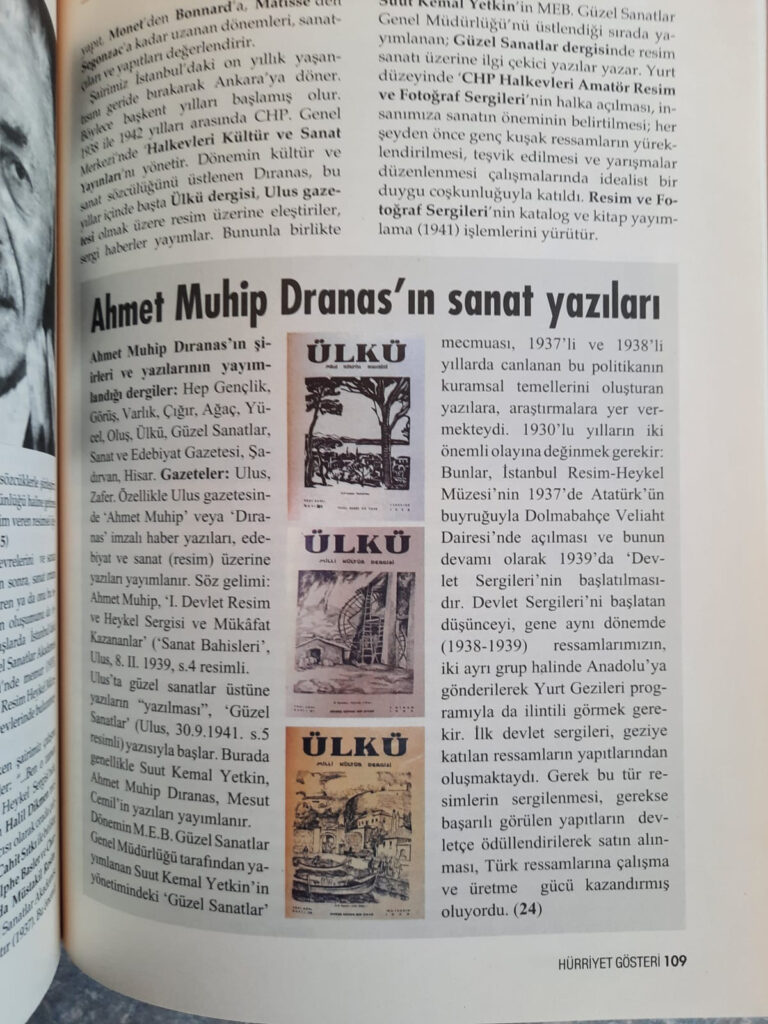 yapıt, Monet'den Bonnard'a, Matisse'den
Segonzac'a kadar uzanan dönemleri, sanat-
çıları ve yapıtları değerlendirir.
Şairimiz İstanbul'daki on yıllık yaşan-
tısını geride bırakarak Ankara'ya döner.
Böylece başkent yılları başlamış olur.
1938 ile 1942 yılları arasında CHP. Genel
Merkezi'nde 'Halkevleri Kültür ve Sanat
Yayınları'nı yönetir. Dönemin kültür ve
sanat sözcülüğünü üstlenen Dıranas, bu
yıllar içinde başta Ülkü dergisi, Ulus gaze-
tesi olmak üzere resim üzerine eleştiriler,
sergi haberler yayımlar. Bununla birlikte
Suut Kemal Yetkin'in MEB. Güzel Sanatlar
Genel Müdürlüğü'nü üstlendiği sırada ya-
yımlanan; Güzel Sanatlar dergisinde resim
sanatı üzerine ilgi çekici yazılar yazar. Yurt
düzeyinde 'CHP Halkevleri Amatör Resim
ve Fotoğraf Sergileri'nin halka açılması, in-
sanımıza sanatın öneminin belirtilmesi; her
şeyden önce genç kuşak ressamların yürek-
lendirilmesi, teşvik edilmesi ve yarışmalar
düzenlenmesi çalışmalarında idealist bir
duygu coşkunluğuyla katıldı. Resim ve Fo-
toğraf Sergileri'nin katalog ve kitap yayım-
lama (1941) işlemlerini yürütür.
Ahmet Muhip Dranas'ın sanat yazıları
Ahmet Muhip Dıranas'ın şi-
irleri ve yazılarının yayım-
landığı dergiler: Hep Gençlik,
Görüş, Varlık, Çığır, Ağaç, Yü-
cel, Oluş, Ülkü, Güzel Sanatlar,
Sanat ve Edebiyat Gazetesi, Şa-
dırvan, Hisar. Gazeteler: Ulus,
Zafer. Özellikle Ulus gazetesin-
de 'Ahmet Muhip' veya 'Dıra-
nas' imzalı haber yazıları, ede-
biyat ve sanat (resim) üzerine
yazıları yayımlanır. Söz gelimi:
Ahmet Muhip, 'I. Devlet Resim
ve Heykel Sergisi ve Mükâfat
Kazananlar' ('Sanat Bahisleri',
Ulus, 8. II. 1939, s.4 resimli).
Ulus'ta güzel sanatlar üstüne
yazıların "yazılması", 'Güzel
Sanatlar' (Ulus, 30.9.1941. s.5
resimli) yazısıyla başlar. Burada
genellikle Suut Kemal Yetkin,
Ahmet Muhip Dıranas, Mesut
Cemil'in yazıları yayımlanır.
Dönemin M.E.B. Güzel Sanatlar
Genel Müdürlüğü tarafından ya-
yımlanan Suut Kemal Yetkin'in
yönetimindeki 'Güzel Sanatlar'
ÜLKÜ
MİLLİ KÜLTÜR DERGİSİ
ÜLKÜ
MİLLİ KÜLTÜR DERGİSİ
ÜLKÜ
MİLLİ KÜLTÜR DERGİSİ
mecmuası, 1937'li ve 1938'li
yıllarda canlanan bu politikanın
kuramsal temellerini oluşturan
yazılara, araştırmalara yer ver-
mekteydi. 1930'lu yılların iki
önemli olayına değinmek gerekir:
Bunlar, İstanbul Resim-Heykel
Müzesi'nin 1937'de Atatürk'ün
buyruğuyla Dolmabahçe Veliaht
Dairesi'nde açılması ve bunun
devamı olarak 1939'da 'Dev-
let Sergileri'nin başlatılması-
dır. Devlet Sergileri'ni başlatan
düşünceyi, gene aynı dönemde
(1938-1939) ressamlarımızın,
iki ayrı grup halinde Anadolu'ya
gönderilerek Yurt Gezileri prog-
ramıyla da ilintili görmek gere-
kir. İlk devlet sergileri, geziye
katılan ressamların yapıtlarından
oluşmaktaydı. Gerek bu tür re-
simlerin sergilenmesi, gerekse
başarılı görülen yapıtların dev-
letçe ödüllendirilerek satın alın-
ması, Türk ressamlarına çalışma
ve üretme gücü kazandırmış
oluyordu. (24)
HÜRRİYET GÖSTERİ 109